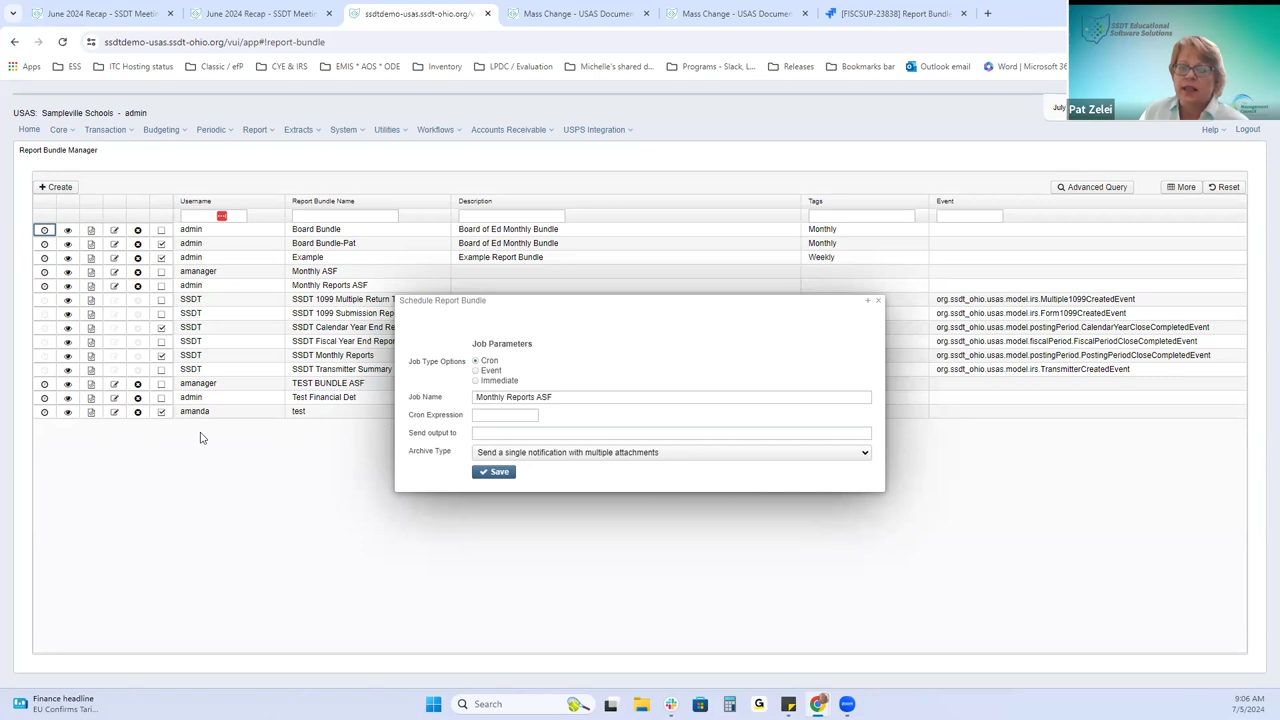 June 2024 Recap - SSDT Meeti
June 2024 Recap - SSDT Meeti
ssdtdemo-usas.ssdt-ohio.org/v
Mass Change - USAS Documen
Mass Change - USAS Documen
[FISCSUP-23838] Report Bundle
ssdtdemo-usas.ssdt-ohio.org/vui/app#!report-bundle
Apps
ESS
ITC Hosting status
Classic / efP
CYE & IRS
EMIS * AOS * ODE
Inventory
LPDC / Evaluation
Michelle's shared d...
Programs - Slack, L...
Releases
Bookmarks bar
Outlook email
Word | Microsoft 36
SSDT Educational
Software Solutions
Management
Council
Pat Zelei
USAS: Sampleville Schools - admin
July
Home Core Transaction Budgeting Periodic Report Extracts System Utilities Workflows Accounts Receivable USPS Integration Help Logout
Report Bundle Manager
+ Create
Advanced Query More Reset
Username Report Bundle Name Description Tags Event
admin Board Bundle Board of Ed Monthly Bundle Monthly
admin Board Bundle-Pat Board of Ed Monthly Bundle Monthly
admin Example Example Report Bundle Weekly
amanager Monthly ASF
admin Monthly Reports ASF
SSDT SSDT 1099 Multiple Return T org.ssdt_ohio.usas.model.irs.Multiple1099CreatedEvent
SSDT SSDT 1099 Submission Rep org.ssdt_ohio.usas.model.irs.Form1099CreatedEvent
SSDT SSDT Calendar Year End Re org.ssdt_ohio.usas.model.postingPeriod.CalendarYearCloseCompletedEvent
SSDT SSDT Fiscal Year End Repor org.ssdt_ohio.usas.model.fiscalPeriod.FiscalPeriodCloseCompletedEvent
SSDT SSDT Monthly Reports org.ssdt_ohio.usas.model.postingPeriod.PostingPeriodCloseCompletedEvent
SSDT SSDT Transmitter Summary org.ssdt_ohio.usas.model.irs.TransmitterCreatedEvent
amanager TEST BUNDLE ASF
admin Test Financial Det
amanda test
Schedule Report Bundle
Job Parameters
Job Type Options Cron
Event
Immediate
Job Name Monthly Reports ASF
Cron Expression
Send output to
Archive Type Send a single notification with multiple attachments
Save
Finance headline
EU Confirms Tari...
Search
9:06 AM
7/5/2024